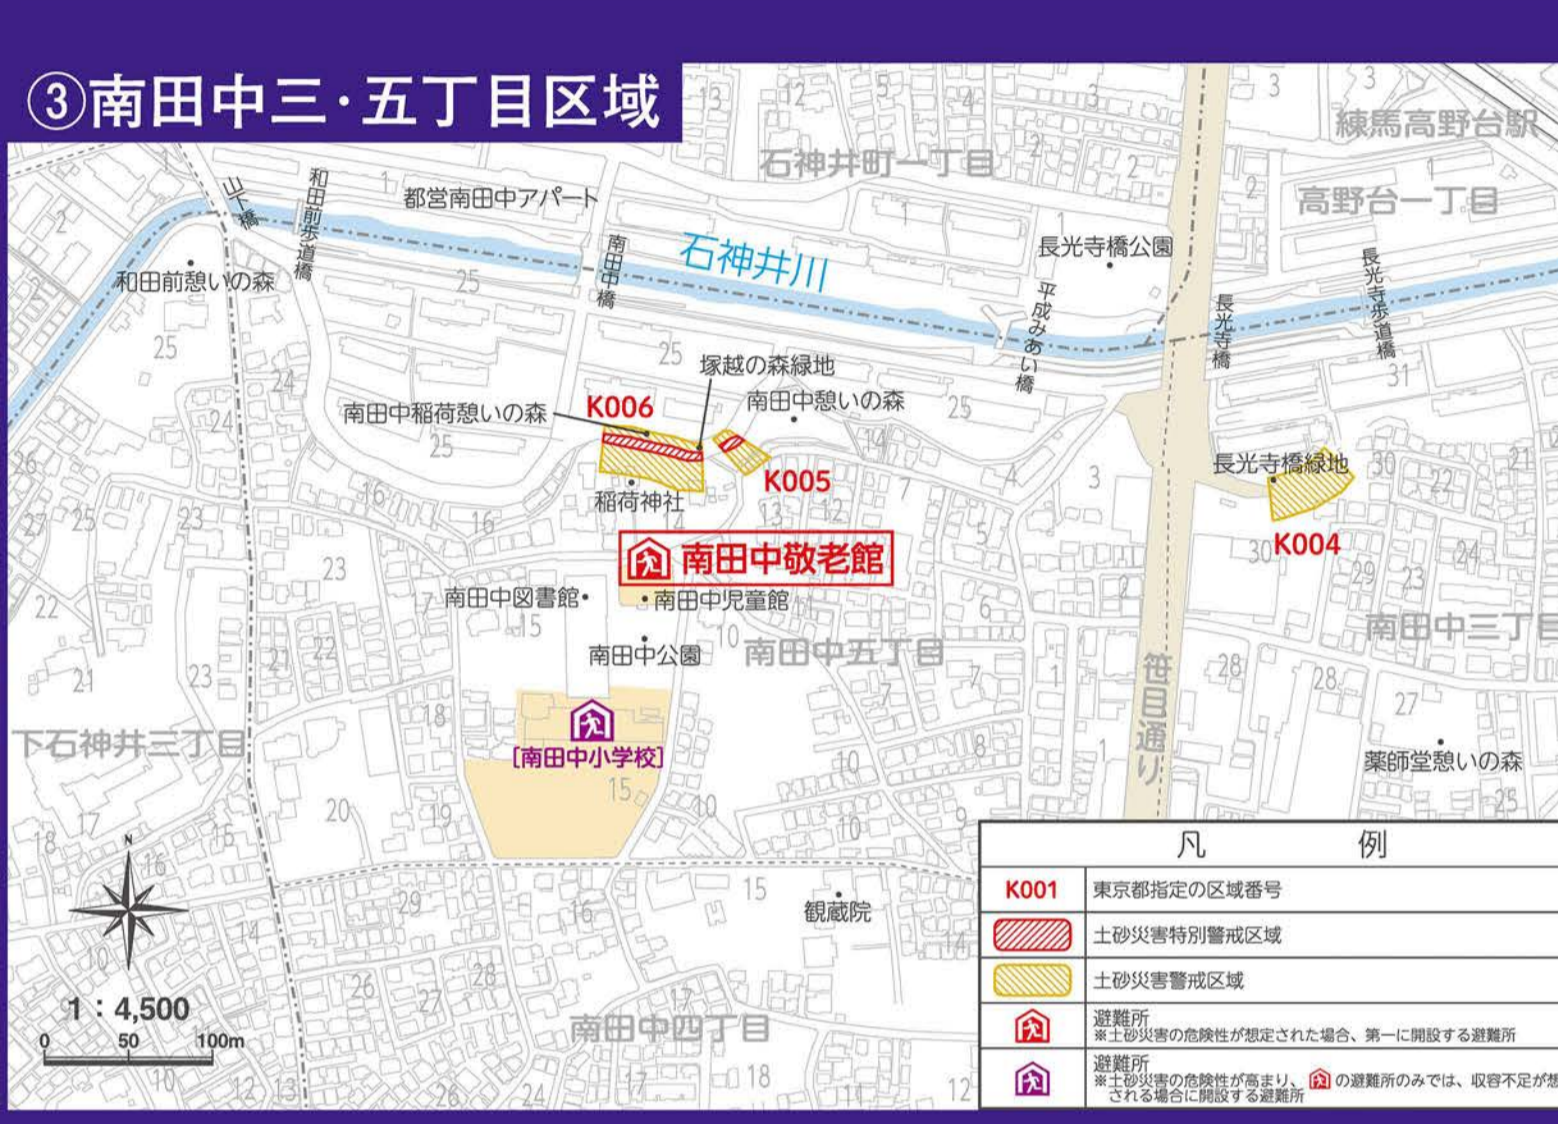 ③南田中三・五丁目区域
練馬高野台駅
石神井町一丁目
高野台一丁目
山下橋
和田前歩道橋
都営南田中アパート
南田中橋
石神井川
長光寺橋公園
平成みあい橋
長光寺橋
長光寺歩道橋
和田前憩いの森
塚越の森緑地
南田中稲荷憩いの森
K006
南田中憩いの森
K005
稲荷神社
長光寺橋緑地
K004
南田中敬老館
南田中図書館
南田中児童館
南田中公園
南田中五丁目
南田中三丁目
笹目通り
下石神井三丁目
[南田中小学校]
薬師堂憩いの森
観蔵院
南田中四丁目
N
1：4,500
0 50 100m
凡 例
K001 東京都指定の区域番号
土砂災害特別警戒区域
土砂災害警戒区域
避難所
※土砂災害の危険性が想定された場合、第一に開設する避難所
避難所
※土砂災害の危険性が高まり、の避難所のみでは、収容不足が想
される場合に開設する避難所